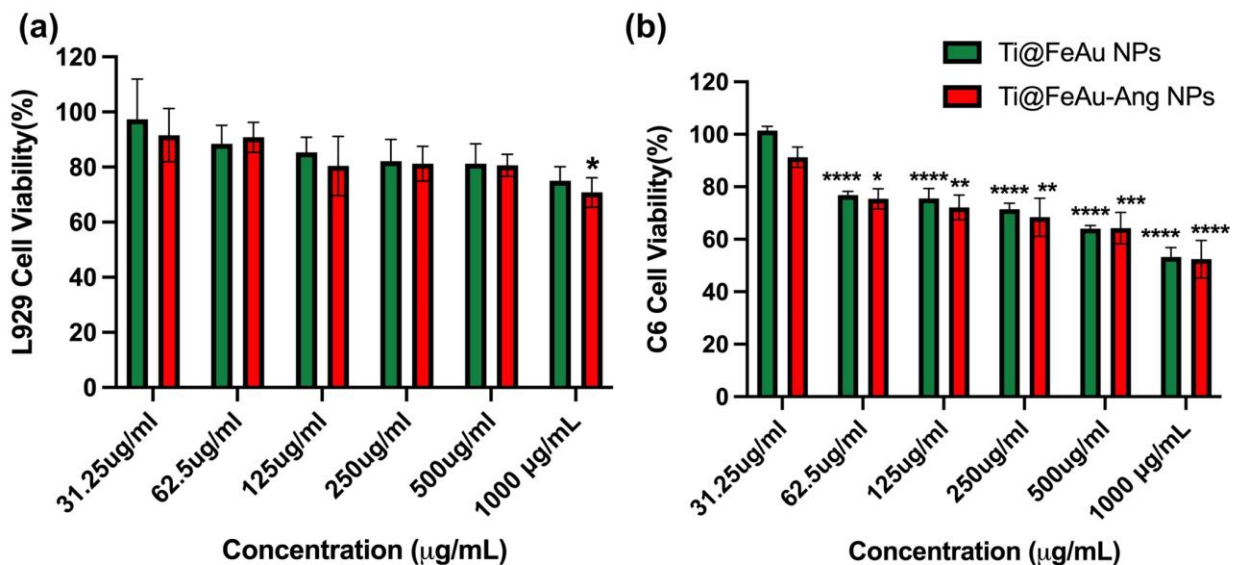 (a)
L929 Cell Viability(%)
120
100
80
60
40
20
0
*
31.25ug/ml
62.5ug/ml
125ug/ml
250ug/ml
500ug/ml
1000 µg/mL
Concentration (µg/mL)
(b)
Ti@FeAu NPs
Ti@FeAu-Ang NPs
C6 Cell Viability(%)
120
100
80
60
40
20
0
**** *
**** **
**** **
**** ***
**** ****
31.25ug/ml
62.5ug/ml
125ug/ml
250ug/ml
500ug/ml
1000 µg/mL
Concentration (µg/mL)